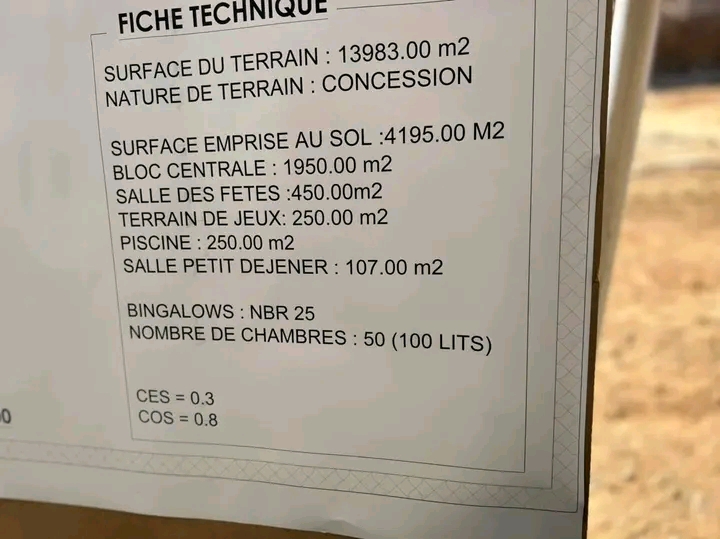 FICHE TECHNIQUE
SURFACE DU TERRAIN : 13983.00 m2
NATURE DE TERRAIN : CONCESSION
SURFACE EMPRISE AU SOL :4195.00 M2
BLOC CENTRALE : 1950.00 m2
SALLE DES FETES :450.00m2
TERRAIN DE JEUX: 250.00 m2
PISCINE : 250.00 m2
SALLE PETIT DEJENER : 107.00 m2
BINGALOWS : NBR 25
NOMBRE DE CHAMBRES : 50 (100 LITS)
CES = 0.3
COS = 0.8